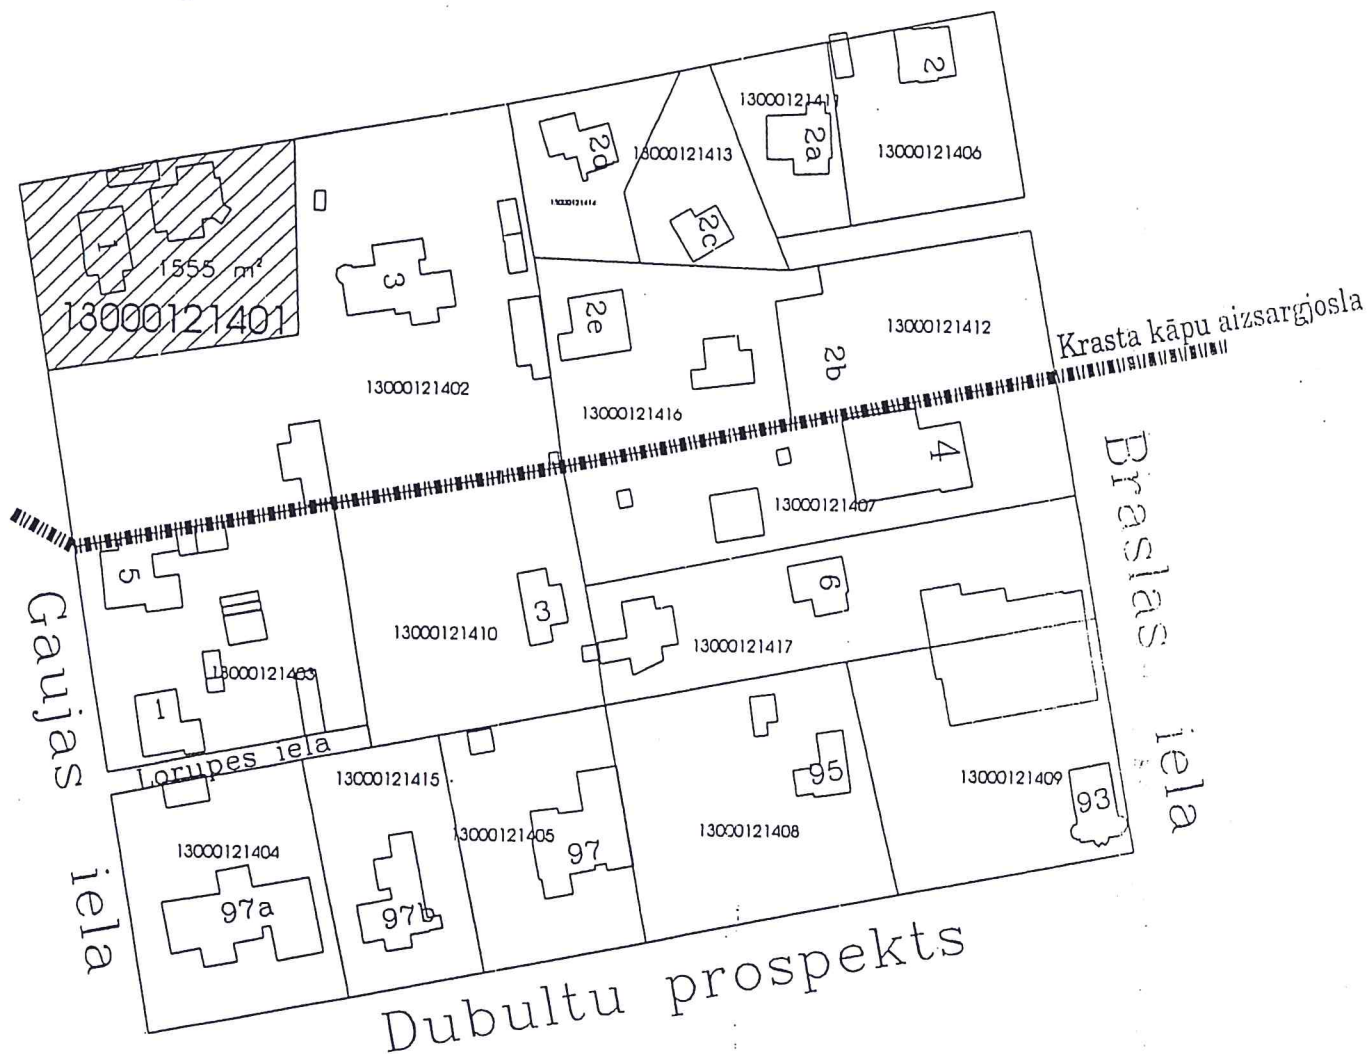 2
13000121411
2a
13000121406
2d
13000121413
13000121414
2c
1
1555 m²
13000121401
3
2e
13000121412
Krasta kāpu aizsargjosla
2b
13000121402
13000121416
4
13000121407
5
6
3
13000121410
13000121417
13000121403
1
Gaujas iela
Braslas iela
Lorupes iela
13000121415
95
13000121409
93
13000121404
13000121405
13000121408
97
97a
97b
Dubultu prospekts